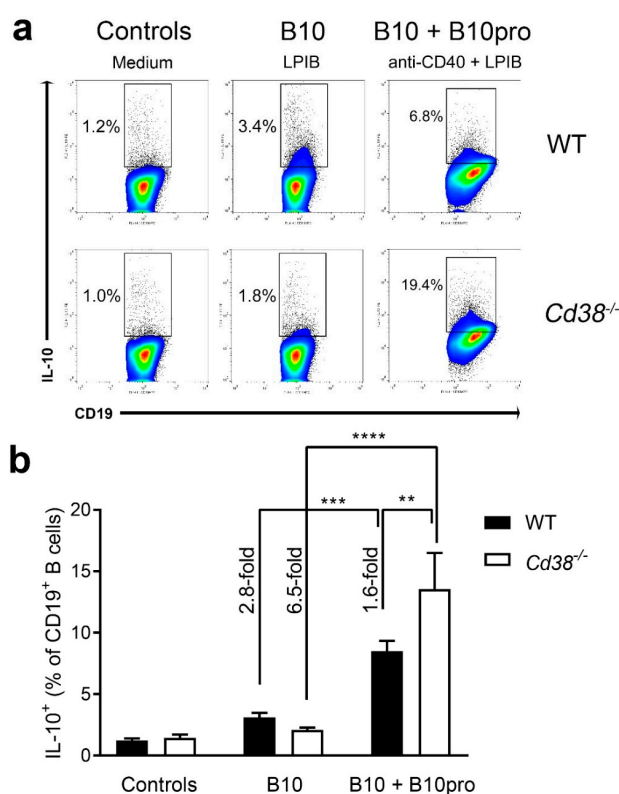 a
Controls B10 B10 + B10pro
Medium LPIB anti-CD40 + LPIB
1.2% 3.4% 6.8% WT
1.0% 1.8% 19.4% Cd38-/-
IL-10
CD19
b
****
*** **
20
15
10
5
0
IL-10+ (% of CD19+ B cells)
2.8-fold
6.5-fold
1.6-fold
WT
Cd38-/-
Controls B10 B10 + B10pro